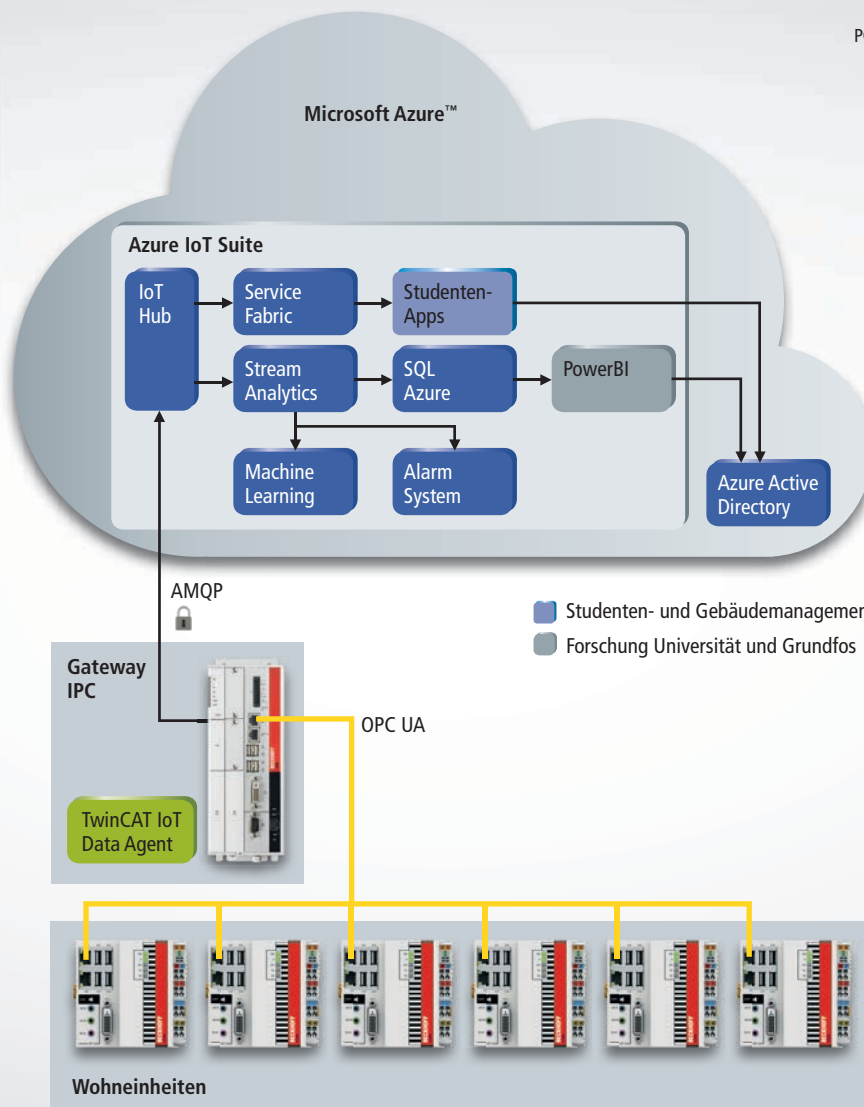 Microsoft Azure™
Azure IoT Suite
IoT
Hub
Service
Fabric
Studenten-
Apps
Stream
Analytics
SQL
Azure
PowerBI
Machine
Learning
Alarm
System
Azure Active
Directory
AMQP
Studenten- und Gebäudemanagemen
Forschung Universität und Grundfos
Gateway
IPC
OPC UA
TwinCAT IoT
Data Agent
Wohneinheiten